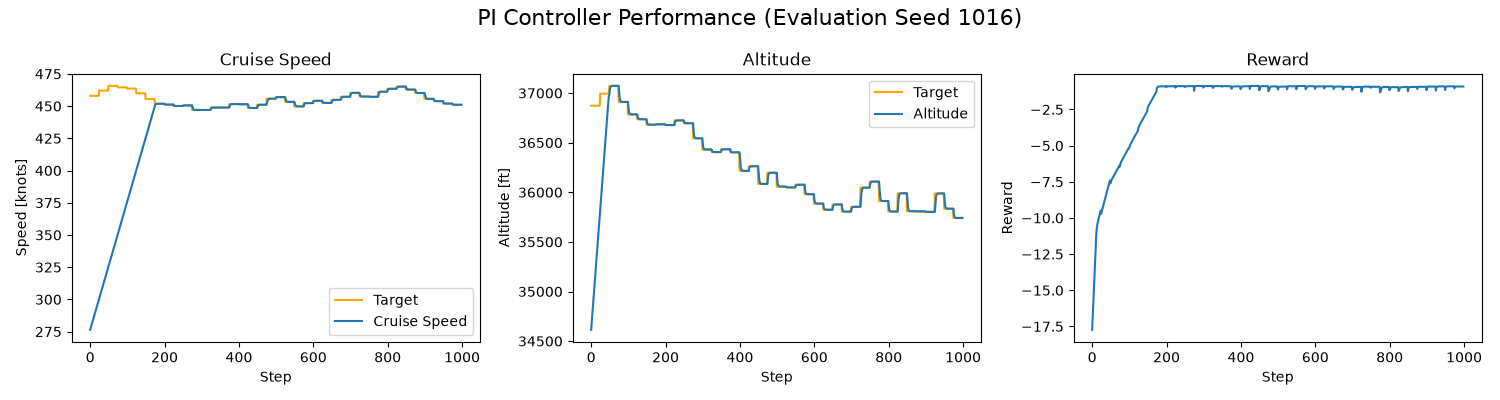 PI Controller Performance (Evaluation Seed 1016)
Cruise Speed
475
450
425
400
375
350
325
300
275
Speed [knots]
0 200 400 600 800 1000
Step
Target
Cruise Speed
Altitude
37000
36500
36000
35500
35000
34500
Altitude [ft]
0 200 400 600 800 1000
Step
Target
Altitude
Reward
−2.5
−5.0
−7.5
−10.0
−12.5
−15.0
−17.5
Reward
0 200 400 600 800 1000
Step